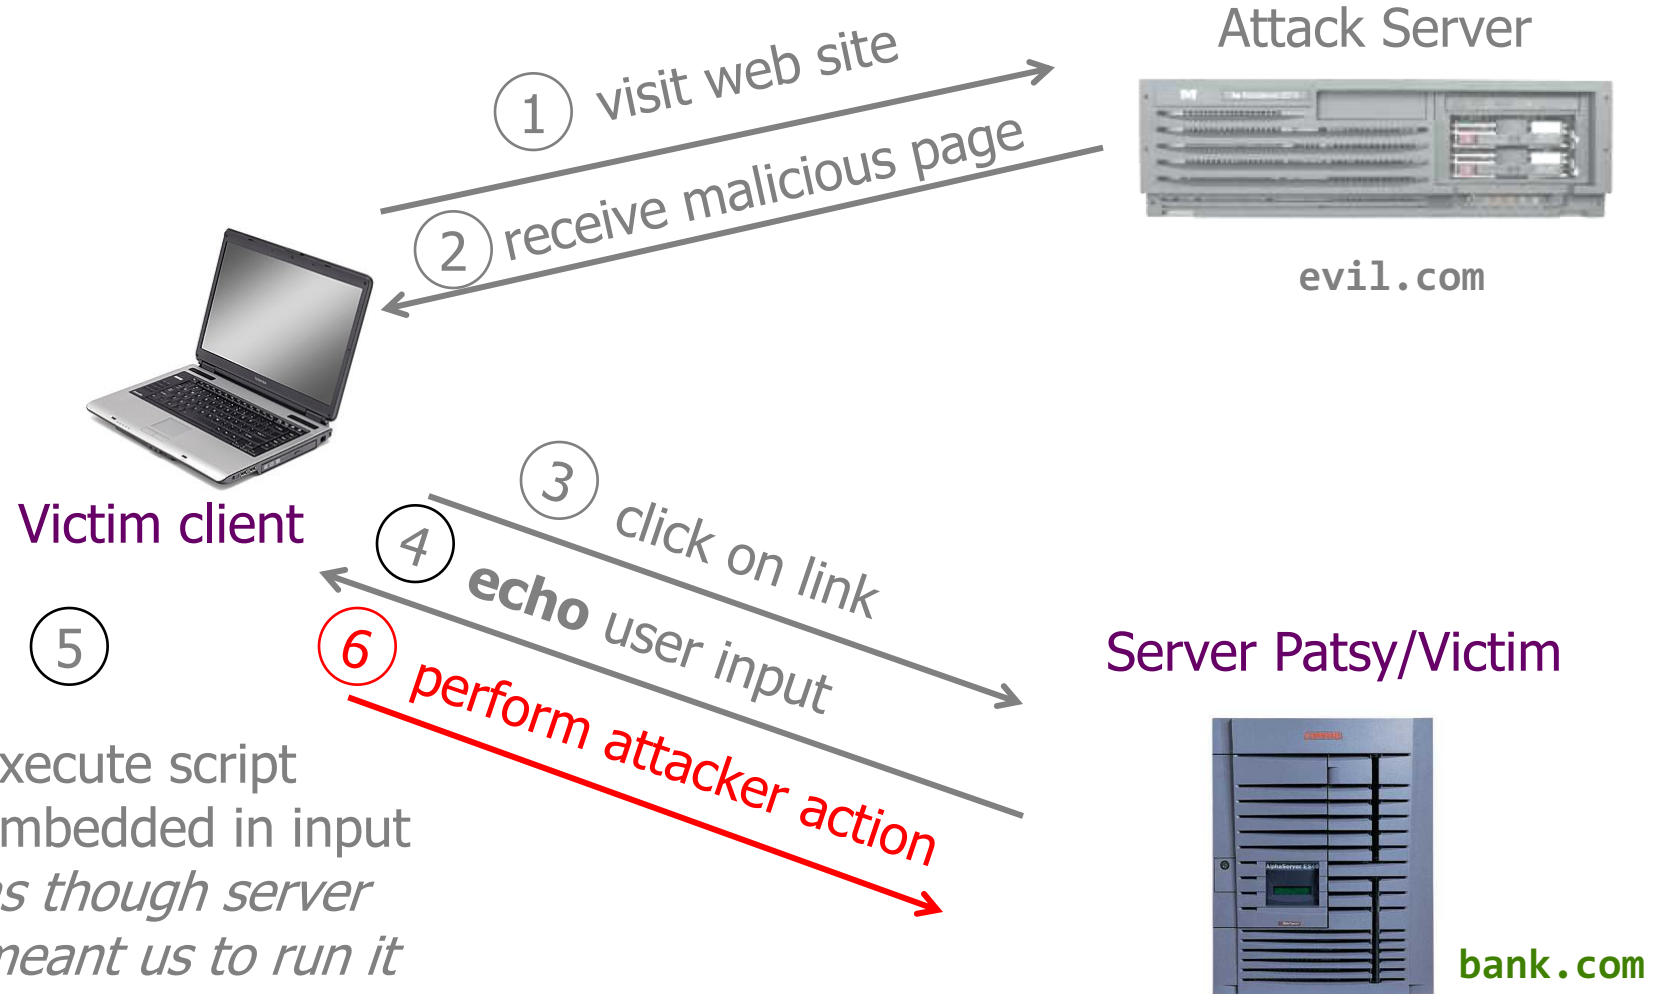 Attack Server
1 visit web site
2 receive malicious page
evil.com
Victim client
3 click on link
4 echo user input
5
6 perform attacker action
Server Patsy/Victim
xecute script
mbedded in input
as though server
meant us to run it
bank.com